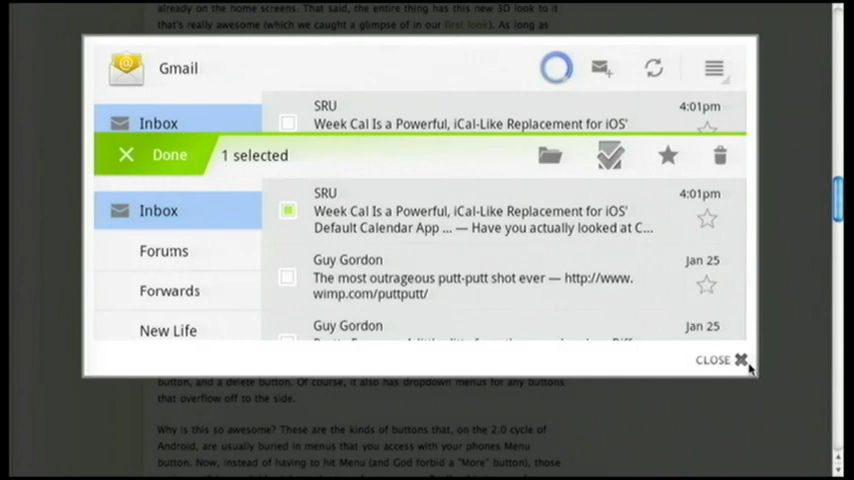 already on the home screens. That said, the entire thing has this new 3D look to it
that's really awesome (which we caught a glimpse of in our first look). As long as
Gmail
SRU
4:01pm
Inbox
Week Cal Is a Powerful, iCal-Like Replacement for iOS'
Done
1 selected
SRU
4:01pm
Inbox
Week Cal Is a Powerful, iCal-Like Replacement for iOS'
Default Calendar App ... — Have you actually looked at C...
Forums
Guy Gordon
Jan 25
The most outrageous putt-putt shot ever — http://www.
Forwards
wimp.com/puttputt/
New Life
Guy Gordon
Jan 25
CLOSE
button, and a delete button. Of course, it also has dropdown menus for any buttons
that overflow off to the side.
Why is this so awesome? These are the kinds of buttons that, on the 2.0 cycle of
Android, are usually buried in menus that you access with your phones Menu
button. Now, instead of having to hit Menu (and God forbid a "More" button), those